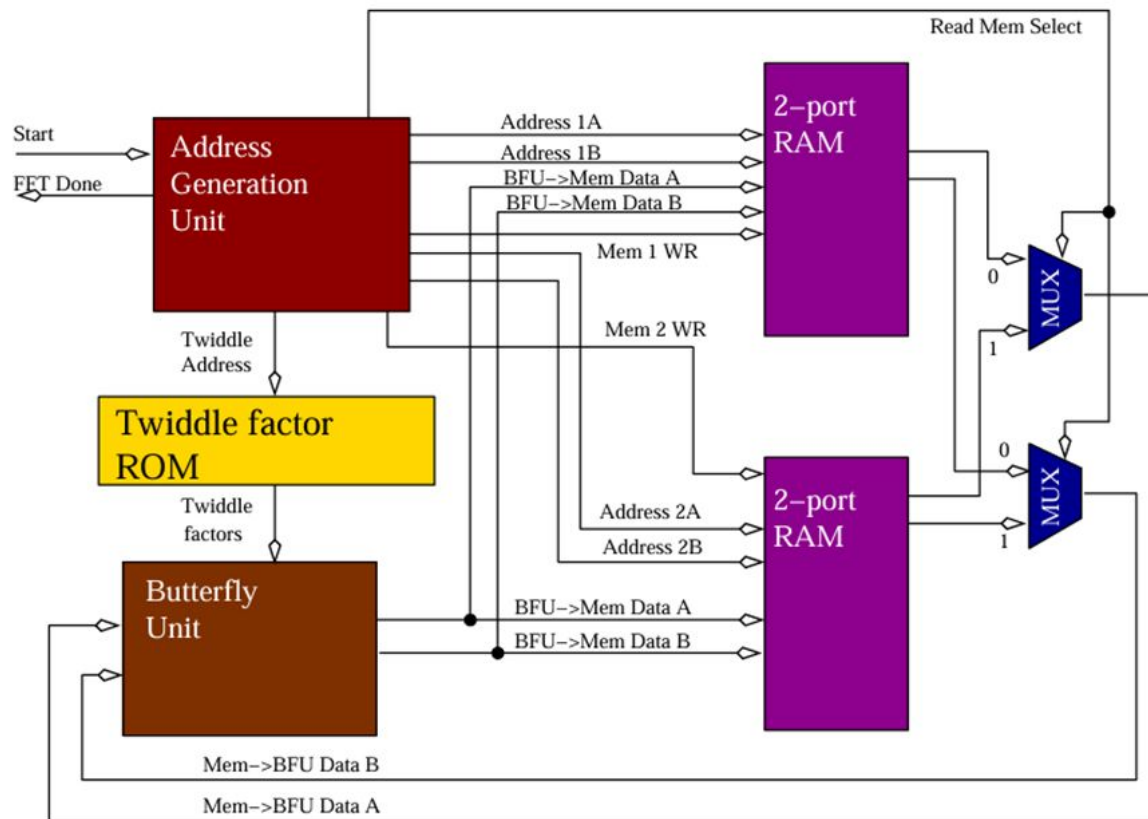 Read Mem Select
Start
FFT Done
Address
Generation
Unit
Address 1A
Address 1B
BFU−>Mem Data A
BFU−>Mem Data B
Mem 1 WR
2−port
RAM
0
1
MUX
Mem 2 WR
Twiddle
Address
Twiddle factor
ROM
Twiddle
factors
Address 2A
Address 2B
2−port
RAM
0
1
MUX
Butterfly
Unit
BFU−>Mem Data A
BFU−>Mem Data B
Mem−>BFU Data B
Mem−>BFU Data A